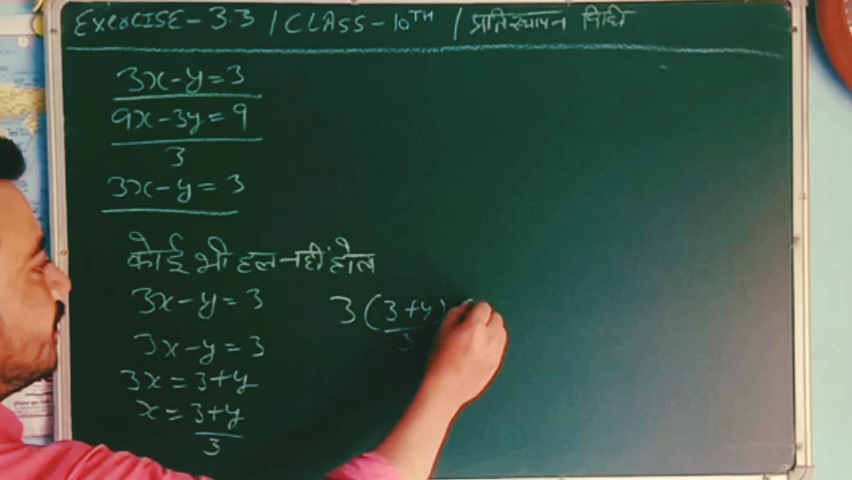 EXERCISE-3.3 / CLASS-10TH / प्रतिस्थापन विधि
3x-y=3
9x-3y=9
3
3x-y=3
कोई भी हल नहीं होता
3x-y=3
3x-y=3
3x=3+y
x=3+y
3
3(3+y)
3